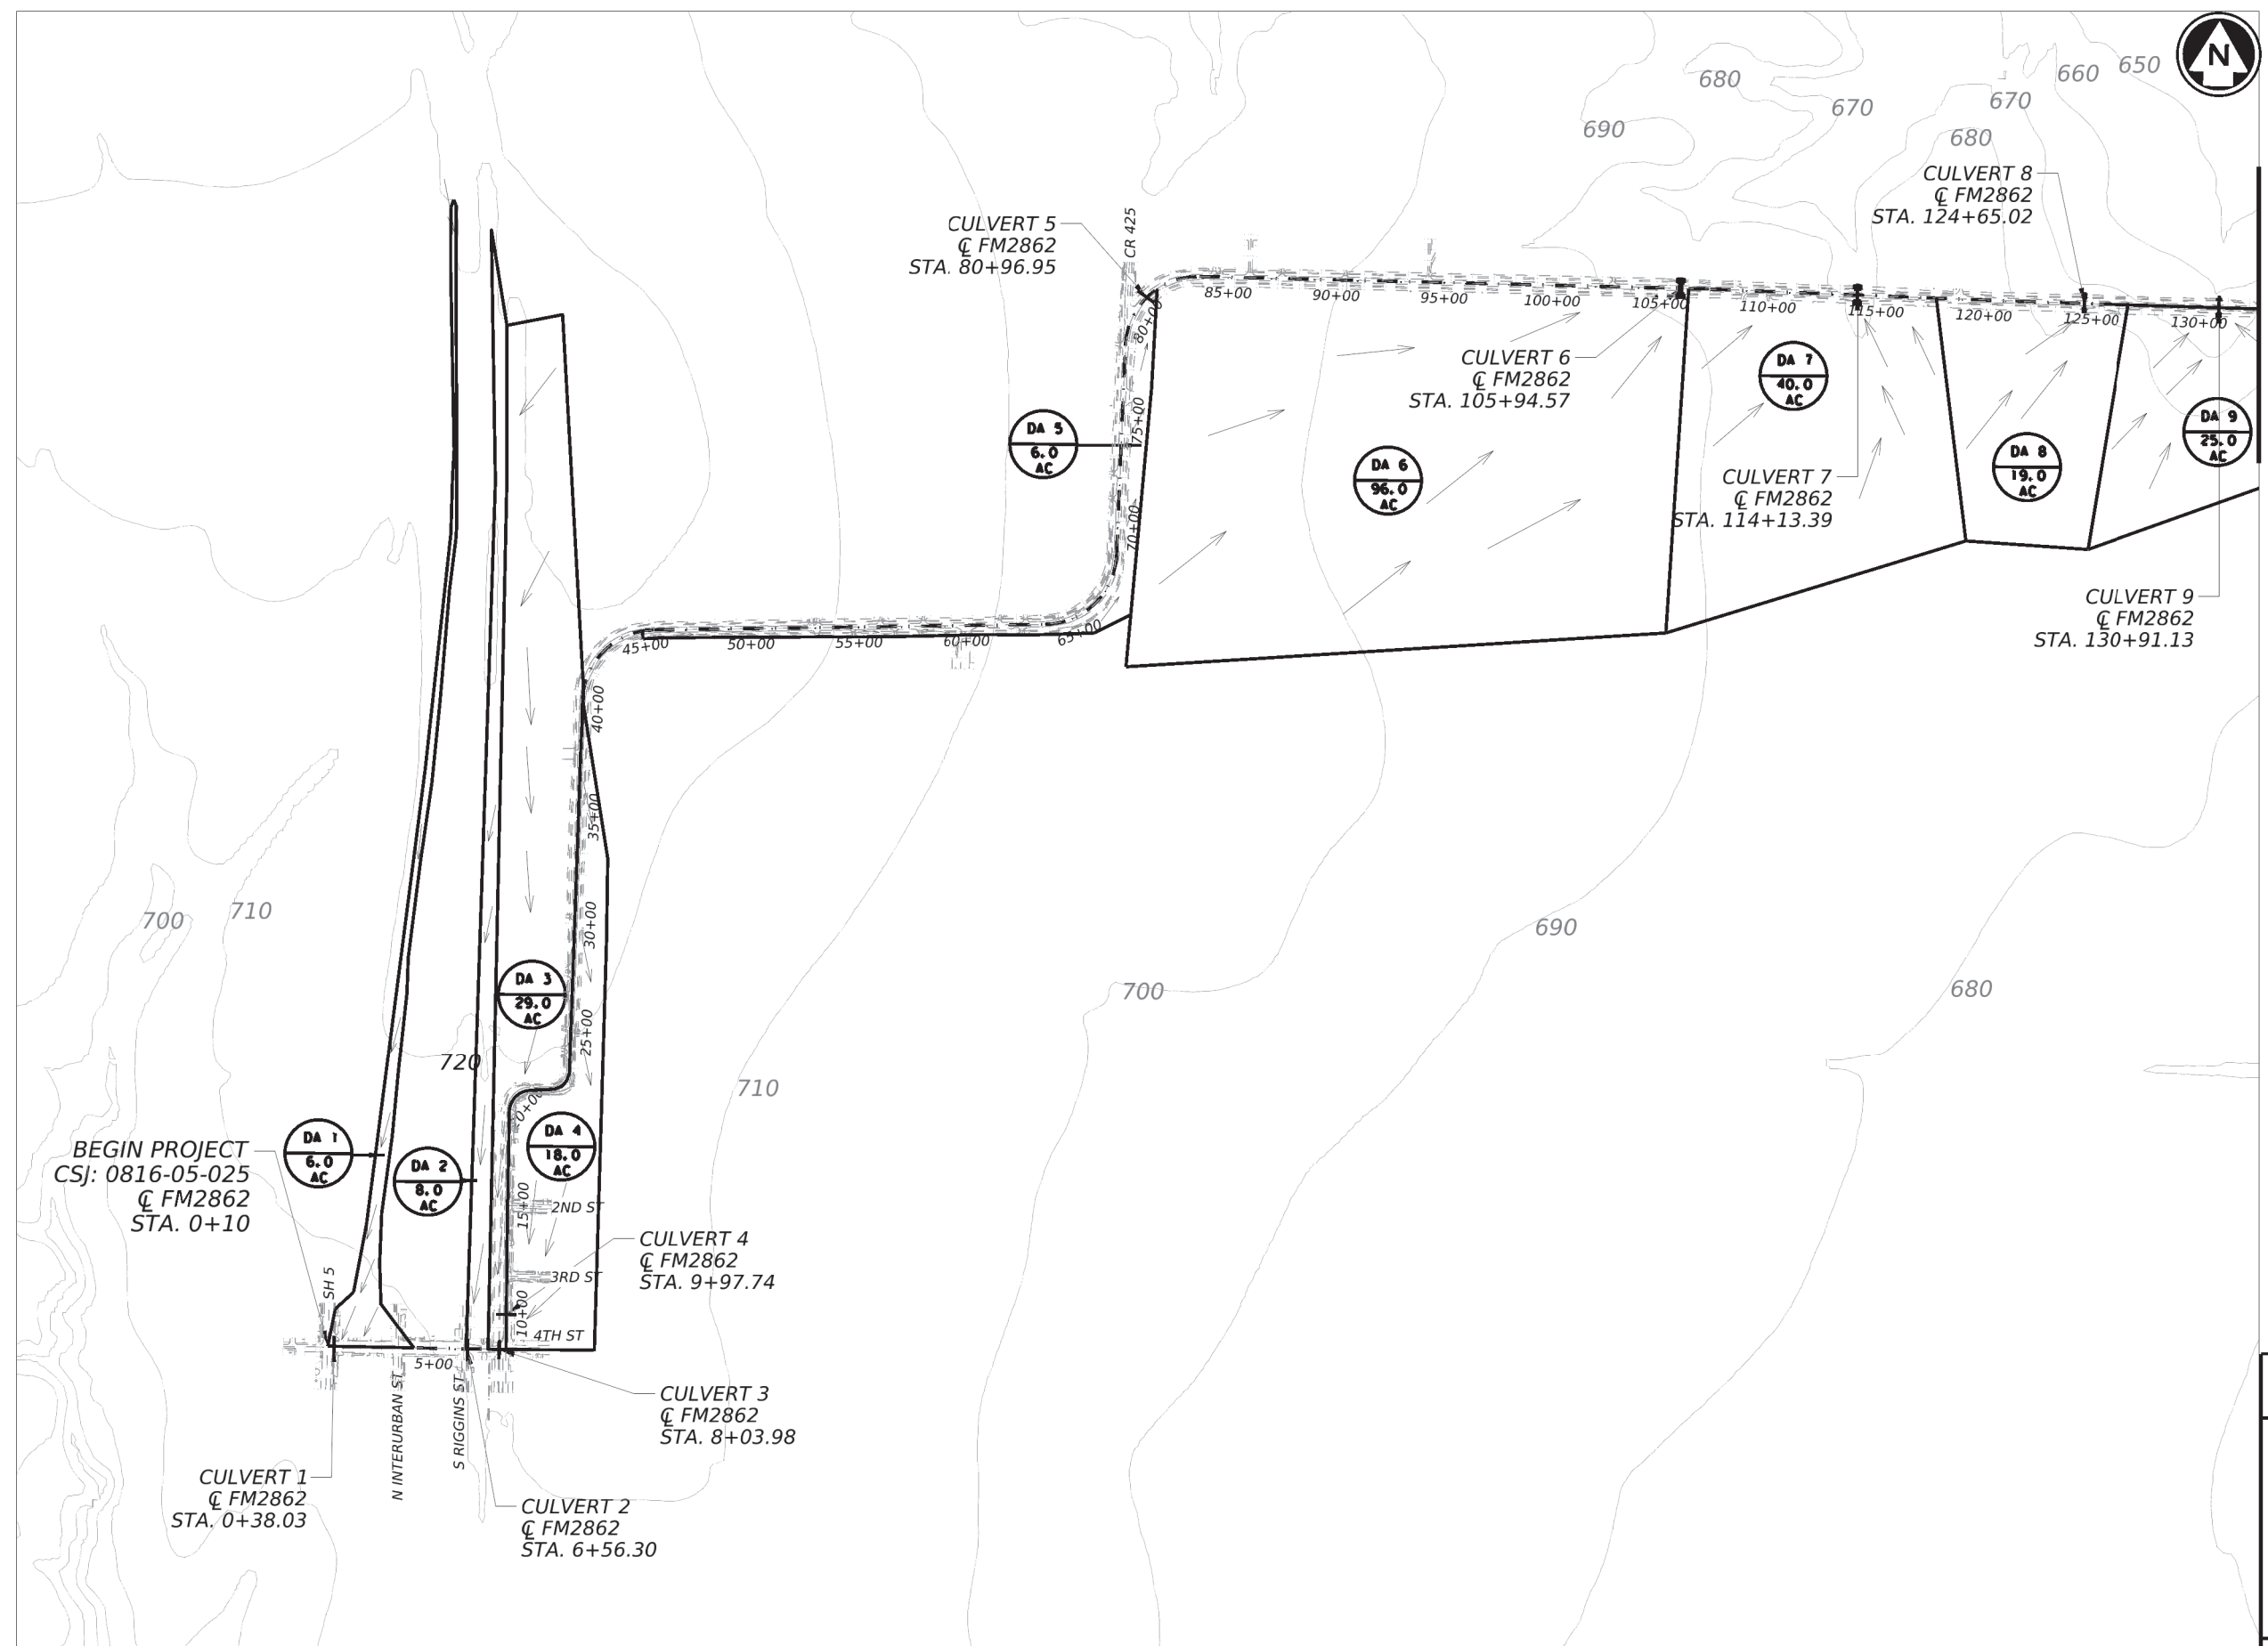 N
650
660
680
670
670
690
680
CULVERT 8
℄ FM2862
STA. 124+65.02
CULVERT 5
℄ FM2862
STA. 80+96.95
CR 425
85+00
90+00
95+00
100+00
105+00
110+00
115+00
120+00
125+00
130+00
80+00
CULVERT 6
℄ FM2862
STA. 105+94.57
DA 7
40.0
AC
DA 5
6.0
AC
75+00
DA 6
96.0
AC
DA 8
19.0
AC
DA 9
25.0
AC
CULVERT 7
℄ FM2862
STA. 114+13.39
70+00
CULVERT 9
℄ FM2862
STA. 130+91.13
45+00
50+00
55+00
60+00
65+00
40+00
35+00
30+00
25+00
700
710
690
700
680
DA 3
29.0
AC
720
710
BEGIN PROJECT
CSJ: 0816-05-025
℄ FM2862
STA. 0+10
DA 1
6.0
AC
DA 2
8.0
AC
DA 4
18.0
AC
15+00
2ND ST
3RD ST
10+00
4TH ST
CULVERT 4
℄ FM2862
STA. 9+97.74
SH 5
5+00
N INTERURBAN ST
S RIGGINS ST
CULVERT 3
℄ FM2862
STA. 8+03.98
CULVERT 1
℄ FM2862
STA. 0+38.03
CULVERT 2
℄ FM2862
STA. 6+56.30